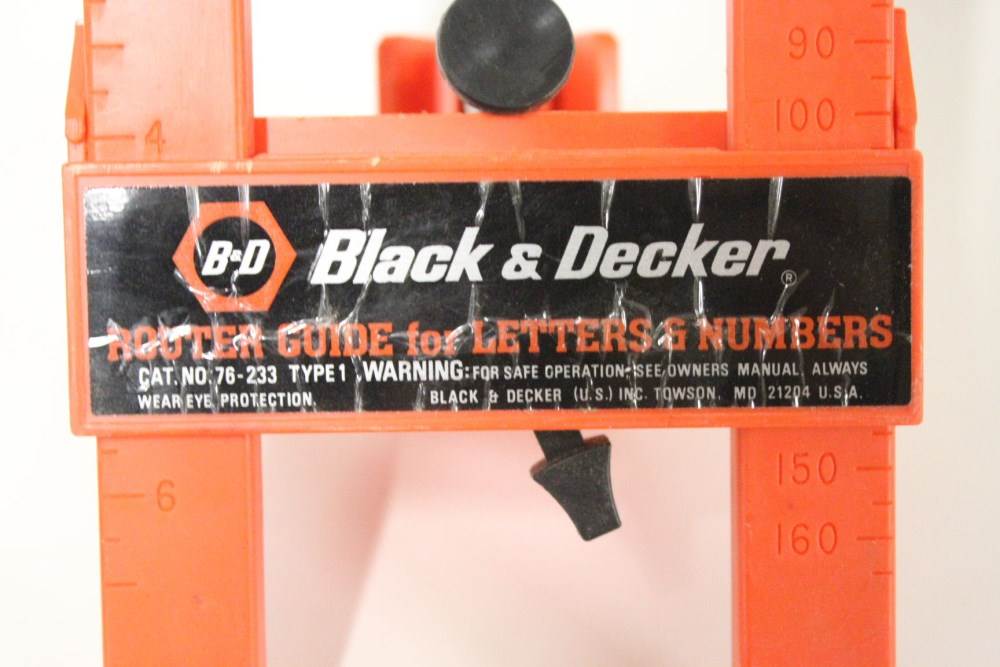 90
100
4
B&D Black & Decker ®
ROUTER GUIDE for LETTERS & NUMBERS
CAT. NO. 76-233 TYPE 1 WARNING: FOR SAFE OPERATION-SEE OWNERS MANUAL. ALWAYS
WEAR EYE PROTECTION. BLACK & DECKER (U.S.) INC. TOWSON, MD 21204 U.S.A.
150
6
160